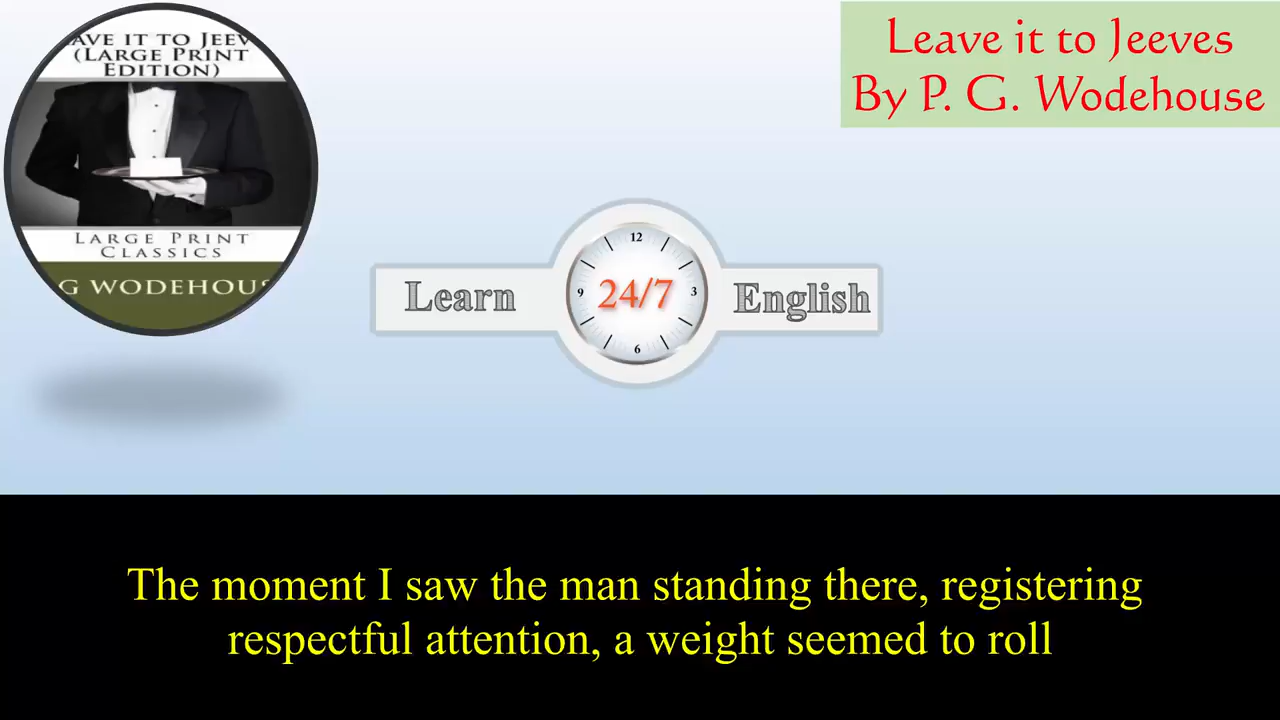 AVE IT TO JEEV
(LARGE PRINT
EDITION)
LARGE PRINT
CLASSICS
G WODEHOUS
Leave it to Jeeves
By P. G. Wodehouse
Learn
12
9
24/7
3
6
English
The moment I saw the man standing there, registering
respectful attention, a weight seemed to roll